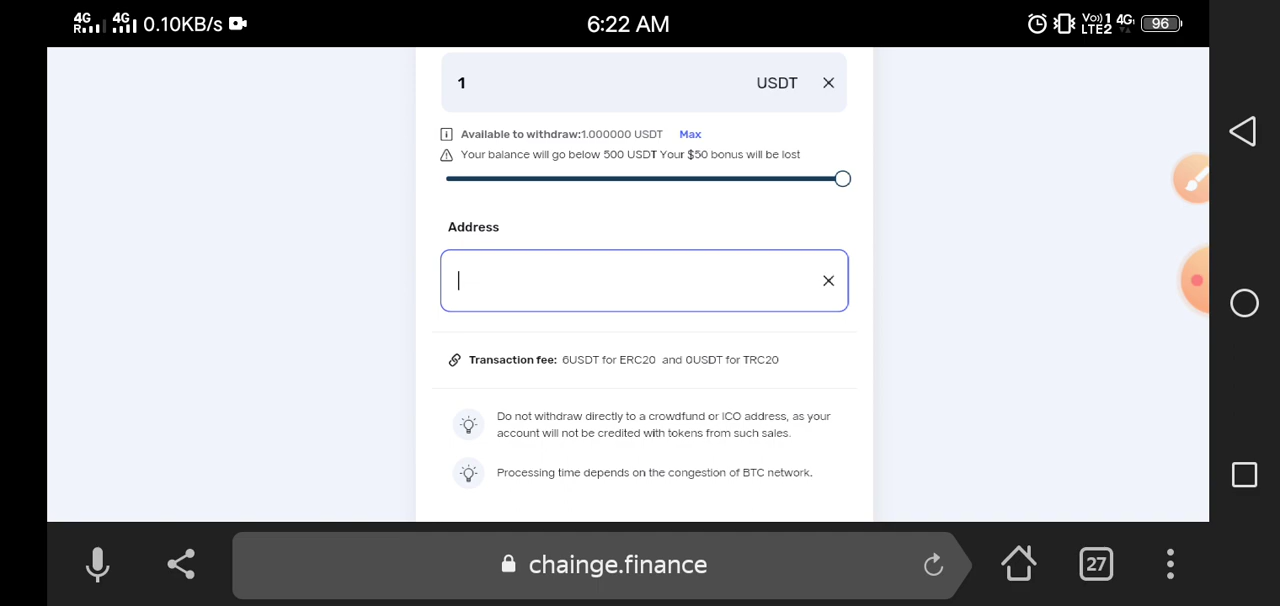 4G R 4G 0.10KB/s 6:22 AM Vo)) 1 LTE2 4G 96
1 USDT ×
Available to withdraw:1.000000 USDT Max
Your balance will go below 500 USDT Your $50 bonus will be lost
Address
×
Transaction fee: 6USDT for ERC20 and 0USDT for TRC20
Do not withdraw directly to a crowdfund or ICO address, as your
account will not be credited with tokens from such sales.
Processing time depends on the congestion of BTC network.
chainge.finance 27